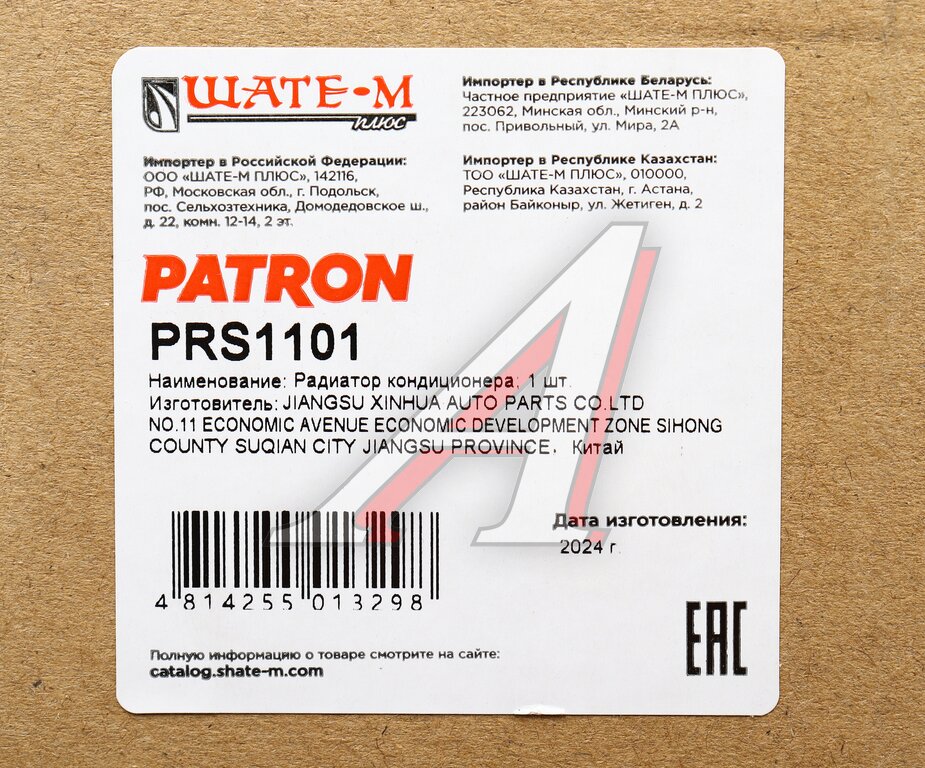 ШАТЕ-М
ПЛЮС
Импортер в Российской Федерации:
ООО «ШАТЕ-М ПЛЮС», 142116,
РФ, Московская обл., г. Подольск,
пос. Сельхозтехника, Домодедовское ш.,
д. 22, комн. 12-14, 2 эт.
Импортер в Республике Беларусь:
Частное предприятие «ШАТЕ-М ПЛЮС»,
223062, Минская обл., Минский р-н,
пос. Привольный, ул. Мира, 2А
Импортер в Республике Казахстан:
ТОО «ШАТЕ-М ПЛЮС», 010000,
Республика Казахстан, г. Астана,
район Байконыр, ул. Жетиген, д. 2
PATRON
PRS1101
Наименование: Радиатор кондиционера; 1 шт.
Изготовитель: JIANGSU XINHUA AUTO PARTS CO.LTD
NO.11 ECONOMIC AVENUE ECONOMIC DEVELOPMENT ZONE SIHONG
COUNTY SUQIAN CITY JIANGSU PROVINCE, Китай
4 814255 013298
Дата изготовления:
2024 г.
EAC
Полную информацию о товаре смотрите на сайте:
catalog.shate-m.com